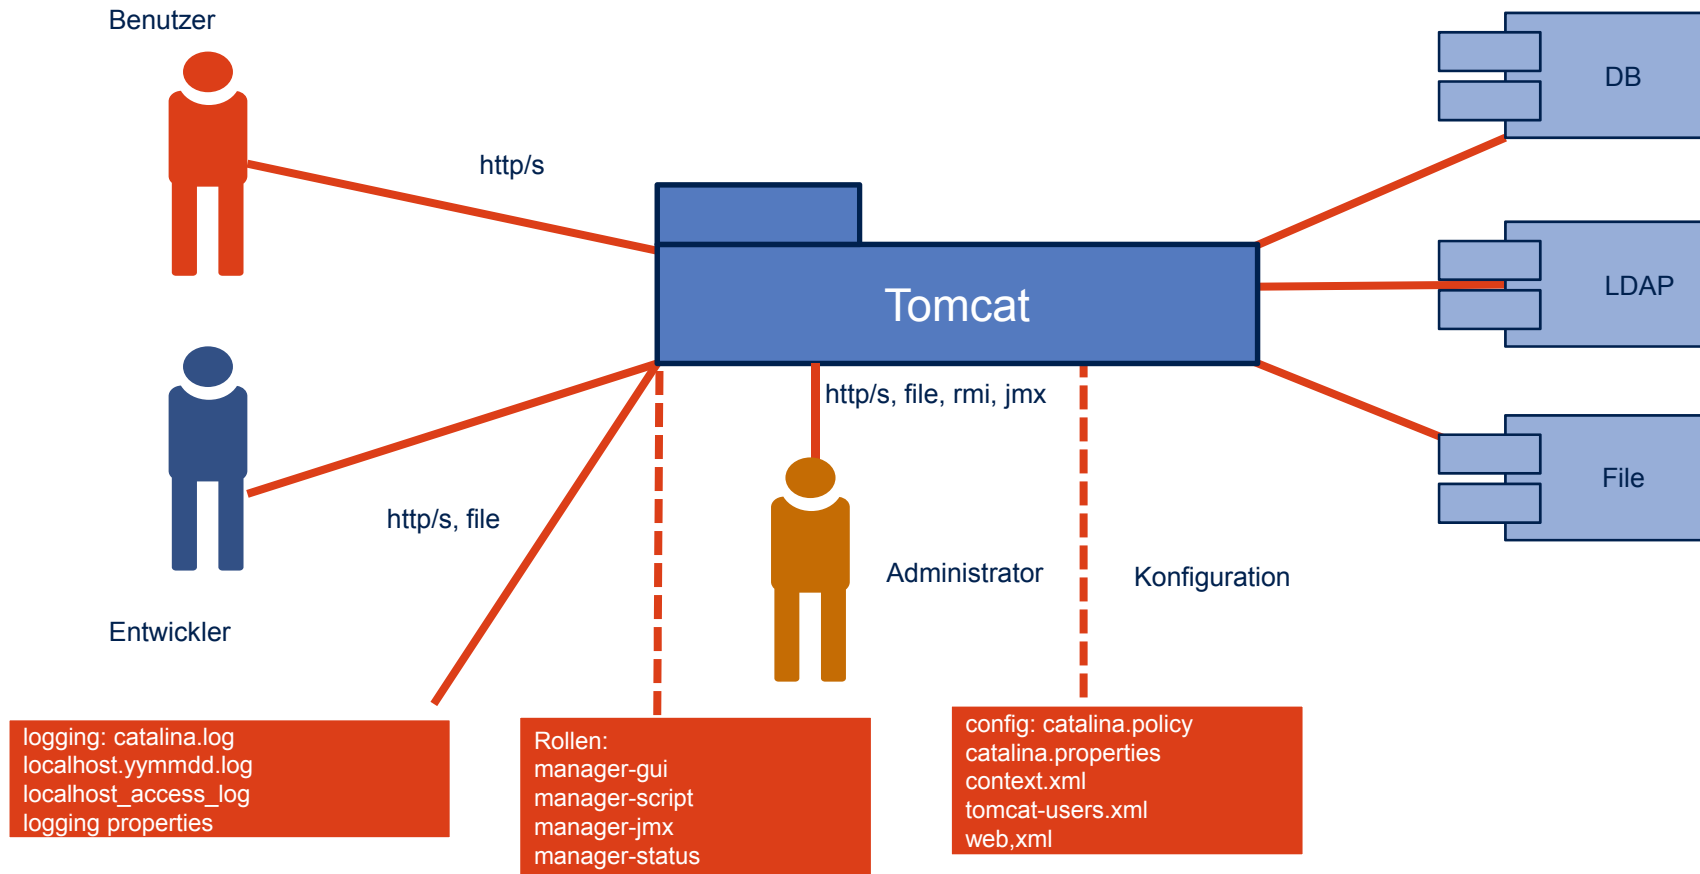 Benutzer
DB
http/s
Tomcat
LDAP
http/s, file, rmi, jmx
File
http/s, file
Administrator
Konfiguration
Entwickler
logging: catalina.log
localhost.yymmdd.log
localhost_access_log
logging properties
Rollen:
manager-gui
manager-script
manager-jmx
manager-status
config: catalina.policy
catalina.properties
context.xml
tomcat-users.xml
web,xml